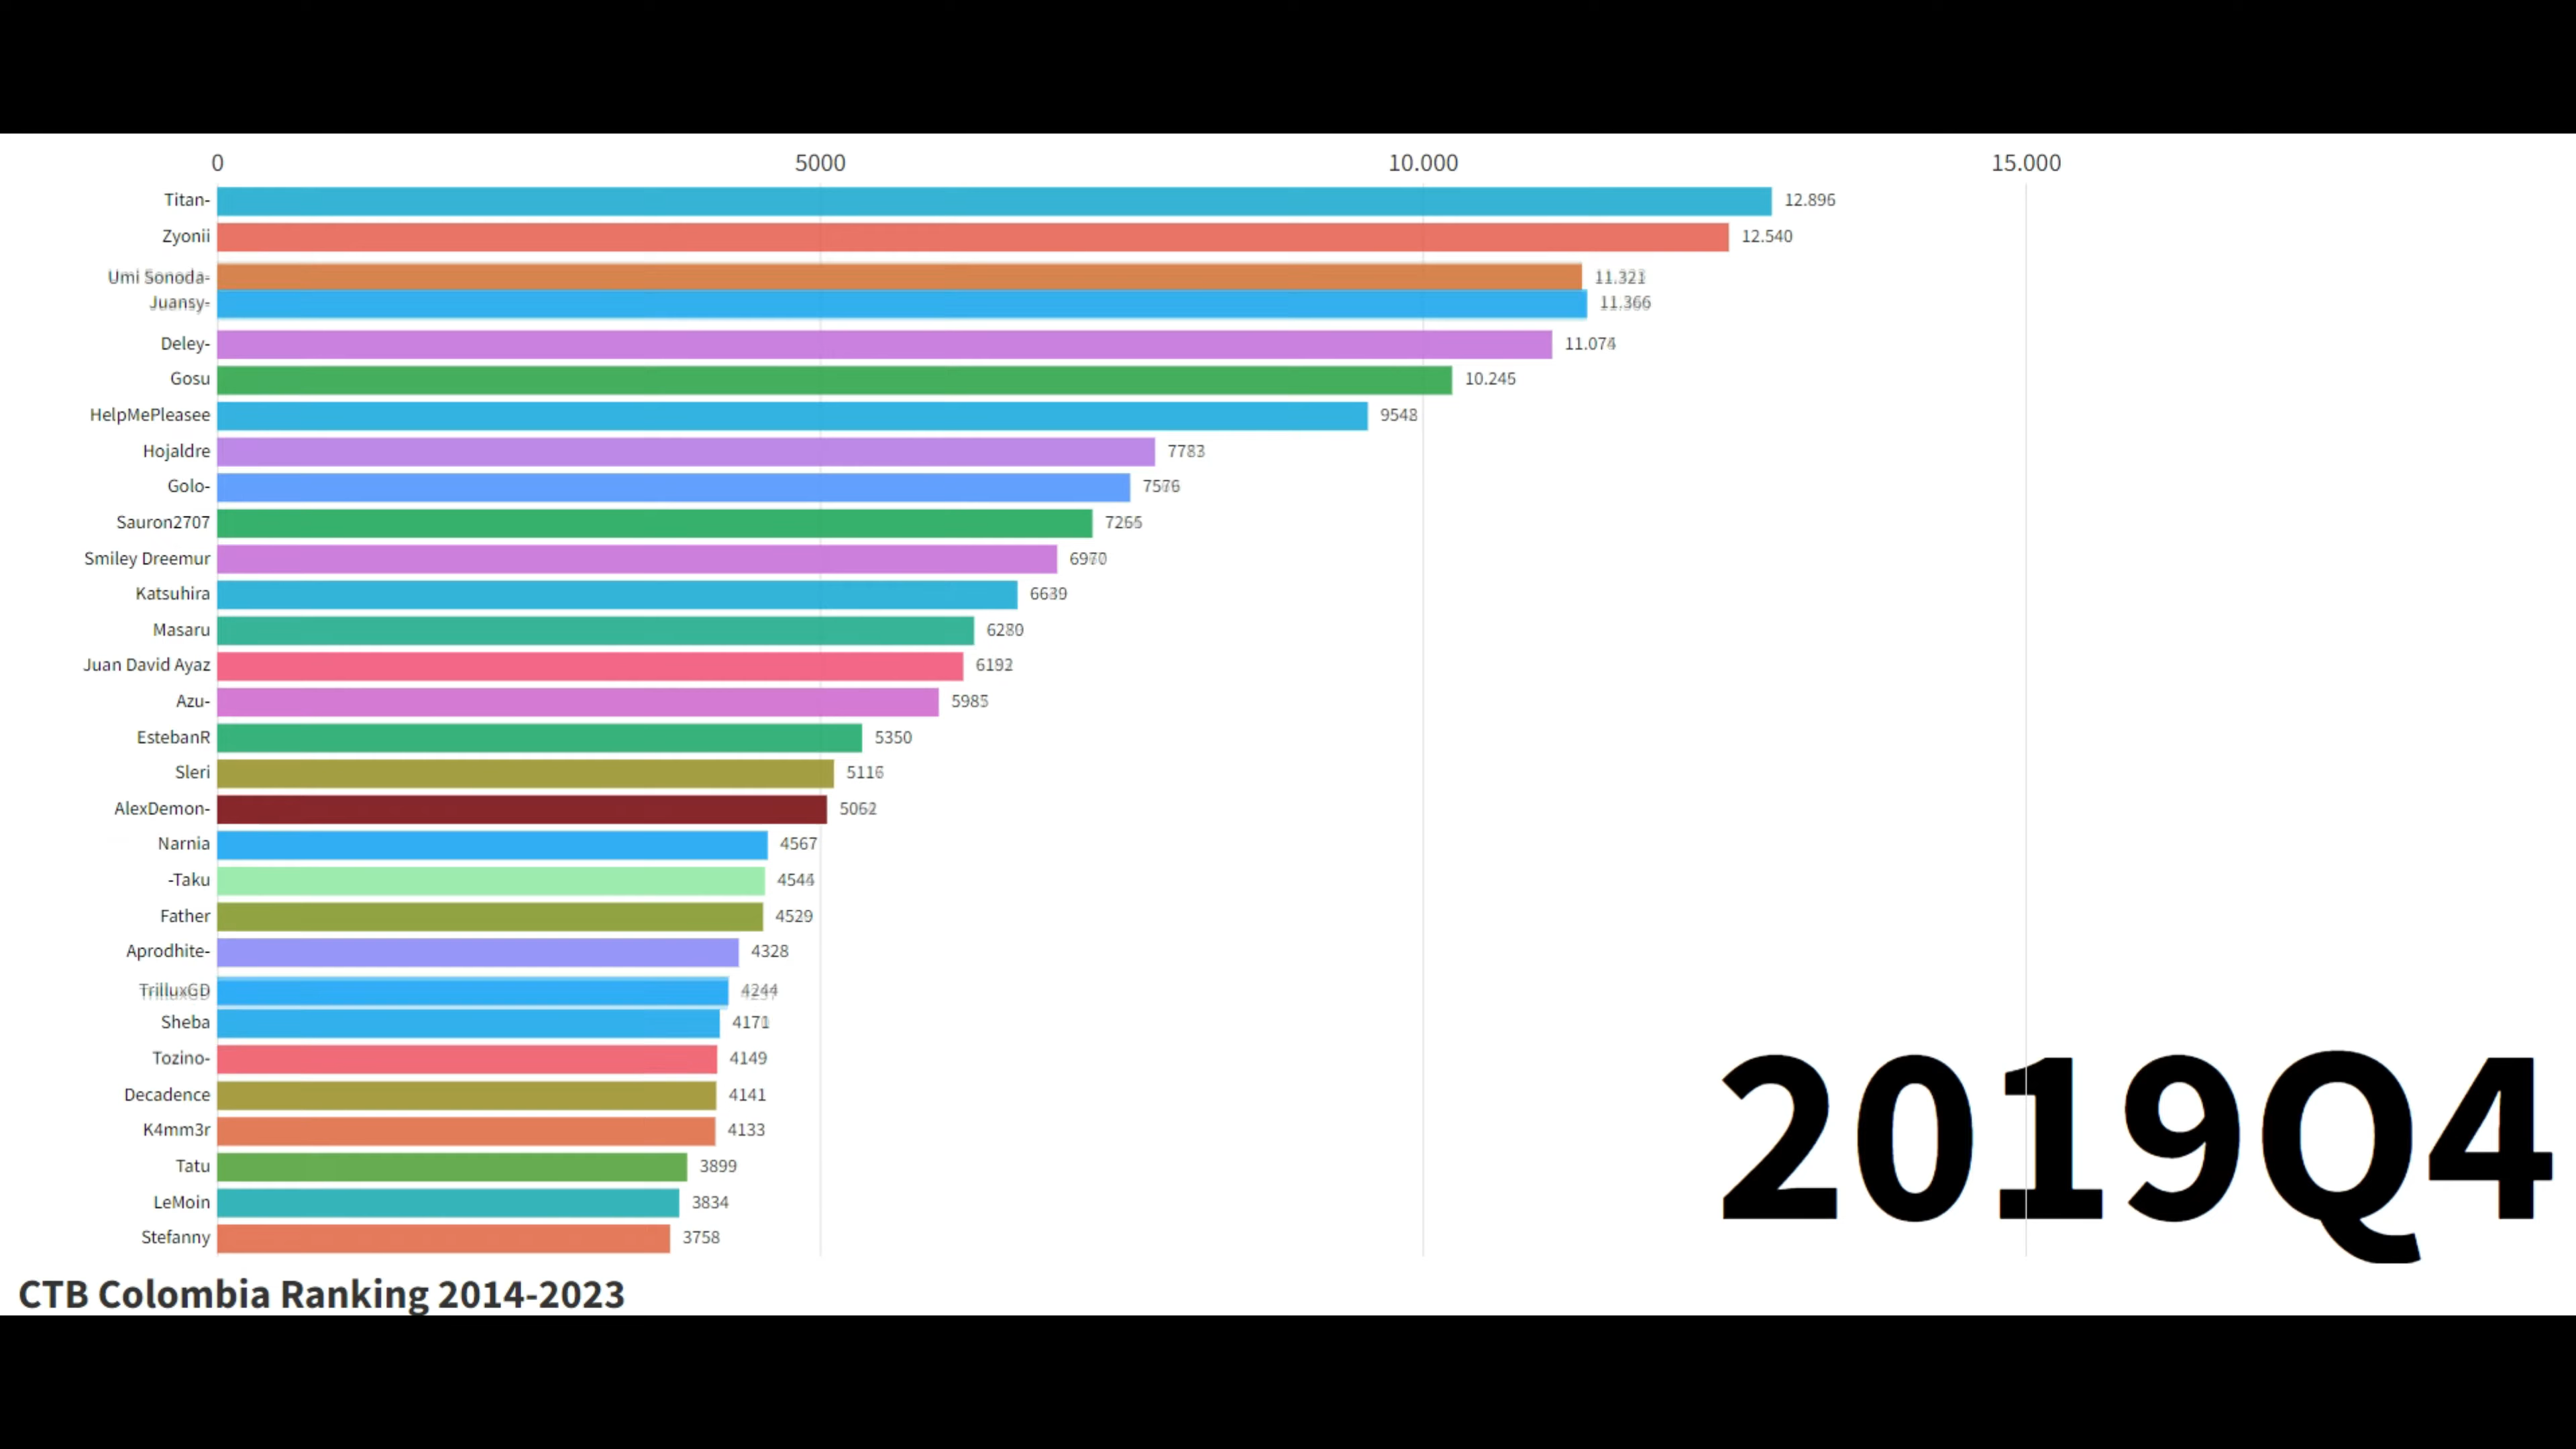 0 5000 10.000 15.000
Titan- 12.896
Zyonii 12.540
Umi Sonoda- 11.321
Juansy- 11.366
Deley- 11.074
Gosu 10.245
HelpMePleasee 9548
Hojaldre 7783
Golo- 7576
Sauron2707
Smiley Dreemur 6970
Katsuhira 6639
Masaru 6280
Juan David Ayaz 6192
Azu- 5985
EstebanR 5350
Sleri 5116
AlexDemon- 5062
Narnia 4567
-Taku 4544
Father 4529
Aprodhite- 4328
TrilluxGD 4244
Sheba 4171
Tozino- 4149
Decadence 4141
K4mm3r 4133
Tatu 3899
LeMoin 3834
Stefanny 3758
2019Q4
CTB Colombia Ranking 2014-2023